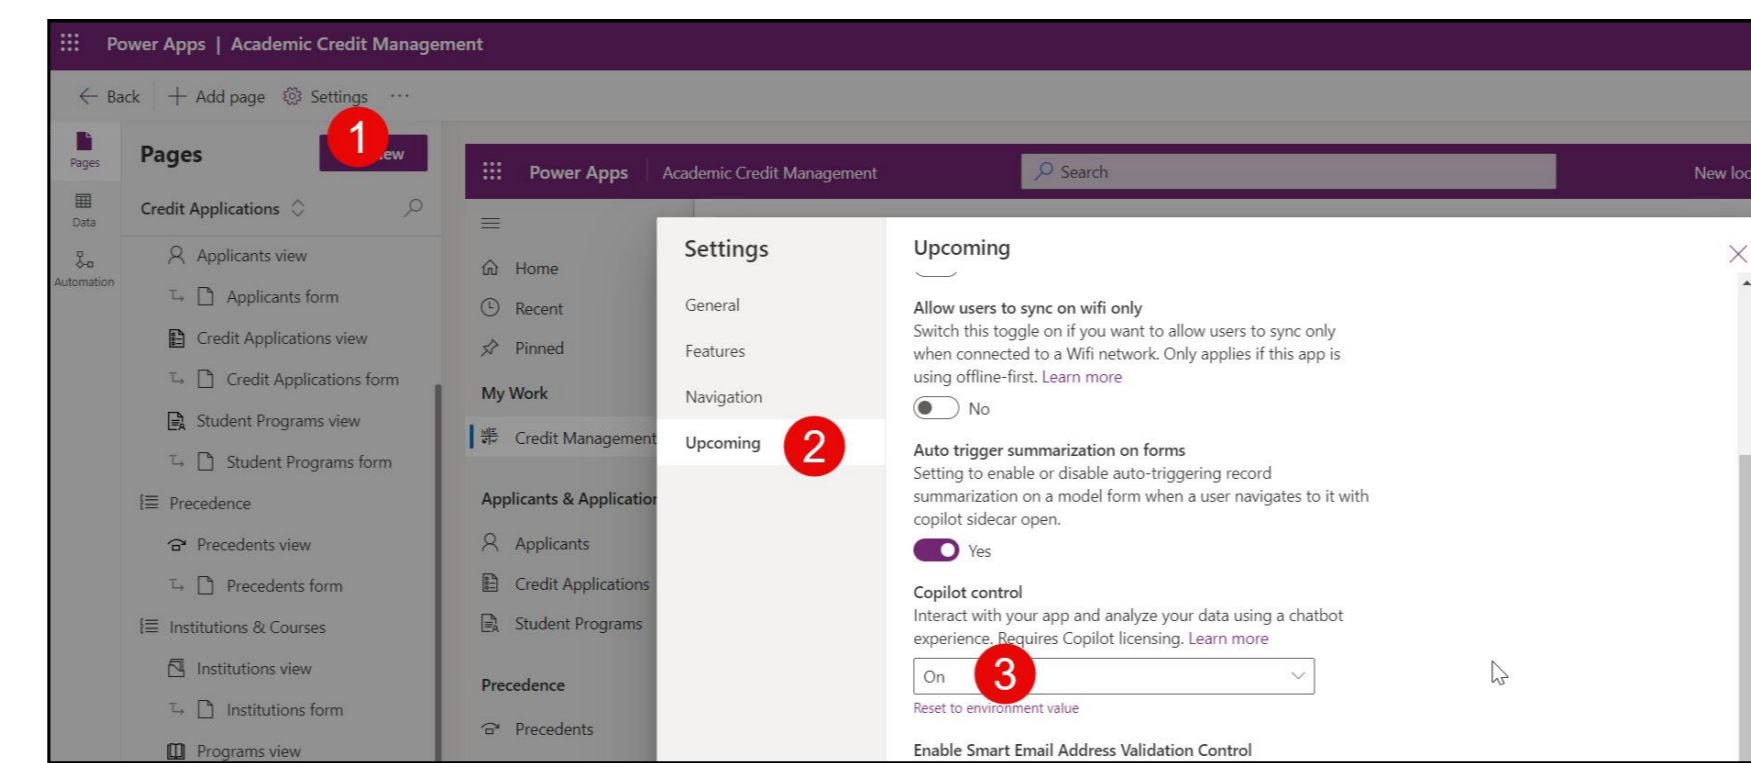 Power Apps | Academic Credit Management
Back
Add page
Settings
...
1
Pages
Data
Automation
Pages
ew
Credit Applications
Applicants view
Applicants form
Credit Applications view
Credit Applications form
Student Programs view
Student Programs form
Precedence
Precedents view
Precedents form
Institutions & Courses
Institutions view
Institutions form
Programs view
Power Apps
Academic Credit Management
Search
New loo
Home
Recent
Pinned
My Work
Credit Management
Applicants & Application
Applicants
Credit Applications
Student Programs
Precedence
Precedents
Settings
General
Features
Navigation
Upcoming
2
Upcoming
Allow users to sync on wifi only
Switch this toggle on if you want to allow users to sync only
when connected to a Wifi network. Only applies if this app is
using offline-first. Learn more
No
Auto trigger summarization on forms
Setting to enable or disable auto-triggering record
summarization on a model form when a user navigates to it with
copilot sidecar open.
Yes
Copilot control
Interact with your app and analyze your data using a chatbot
experience. Requires Copilot licensing. Learn more
On
3
Reset to environment value
Enable Smart Email Address Validation Control